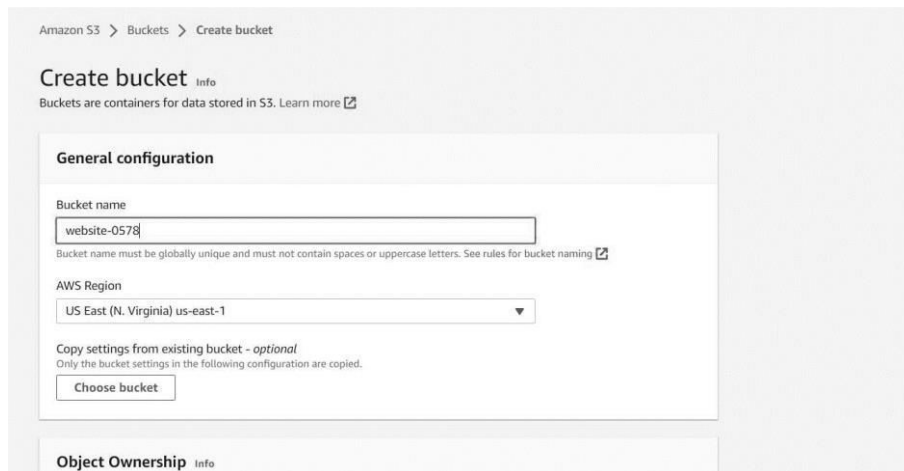 Amazon S3 > Buckets > Create bucket
Create bucket Info
Buckets are containers for data stored in S3. Learn more
General configuration
Bucket name
website-0578
Bucket name must be globally unique and must not contain spaces or uppercase letters. See rules for bucket naming
AWS Region
US East (N. Virginia) us-east-1
Copy settings from existing bucket - optional
Only the bucket settings in the following configuration are copied.
Choose bucket
Object Ownership Info